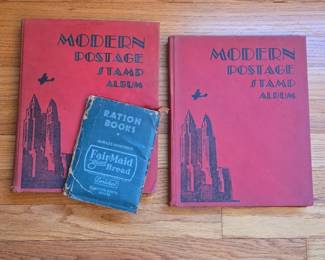 MODERN
POSTAGE
STAMP
ALBUM
RATION
BOOKS
FairMaid
Bread
MODERN
POSTAGE
STAMP
ALBUM